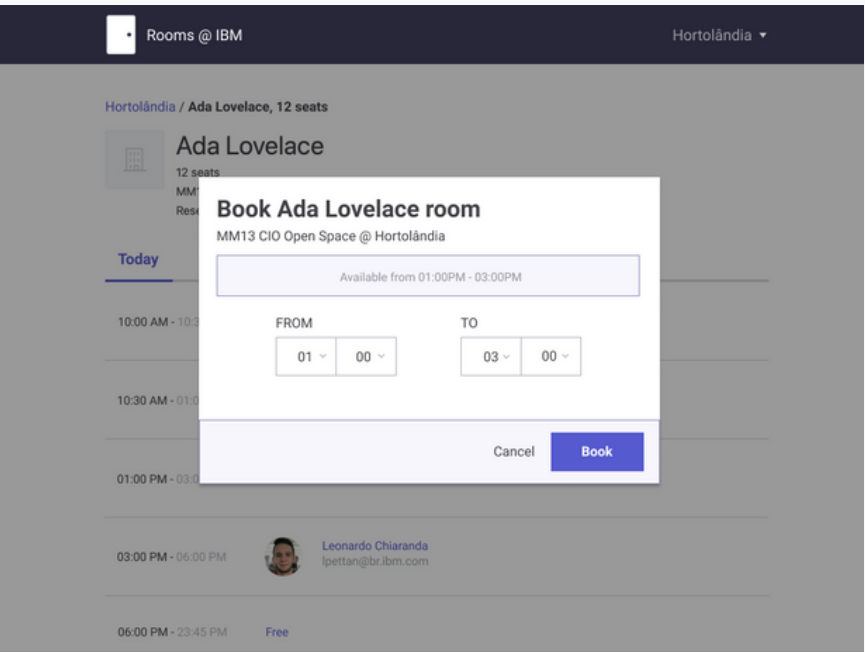 Rooms @ IBM
Hortolândia
Hortolândia / Ada Lovelace, 12 seats
Ada Lovelace
12 seats
Book Ada Lovelace room
MM13 CIO Open Space @ Hortolândia
Available from 01:00PM - 03:00PM
Today
FROM TO
01 00 03 00
10:00 AM -
10:30 AM -
Cancel Book
01:00 PM -
03:00 PM - 06:00 PM Leonardo Chiaranda
lpettan@br.ibm.com
06:00 PM - 23:45 PM Free